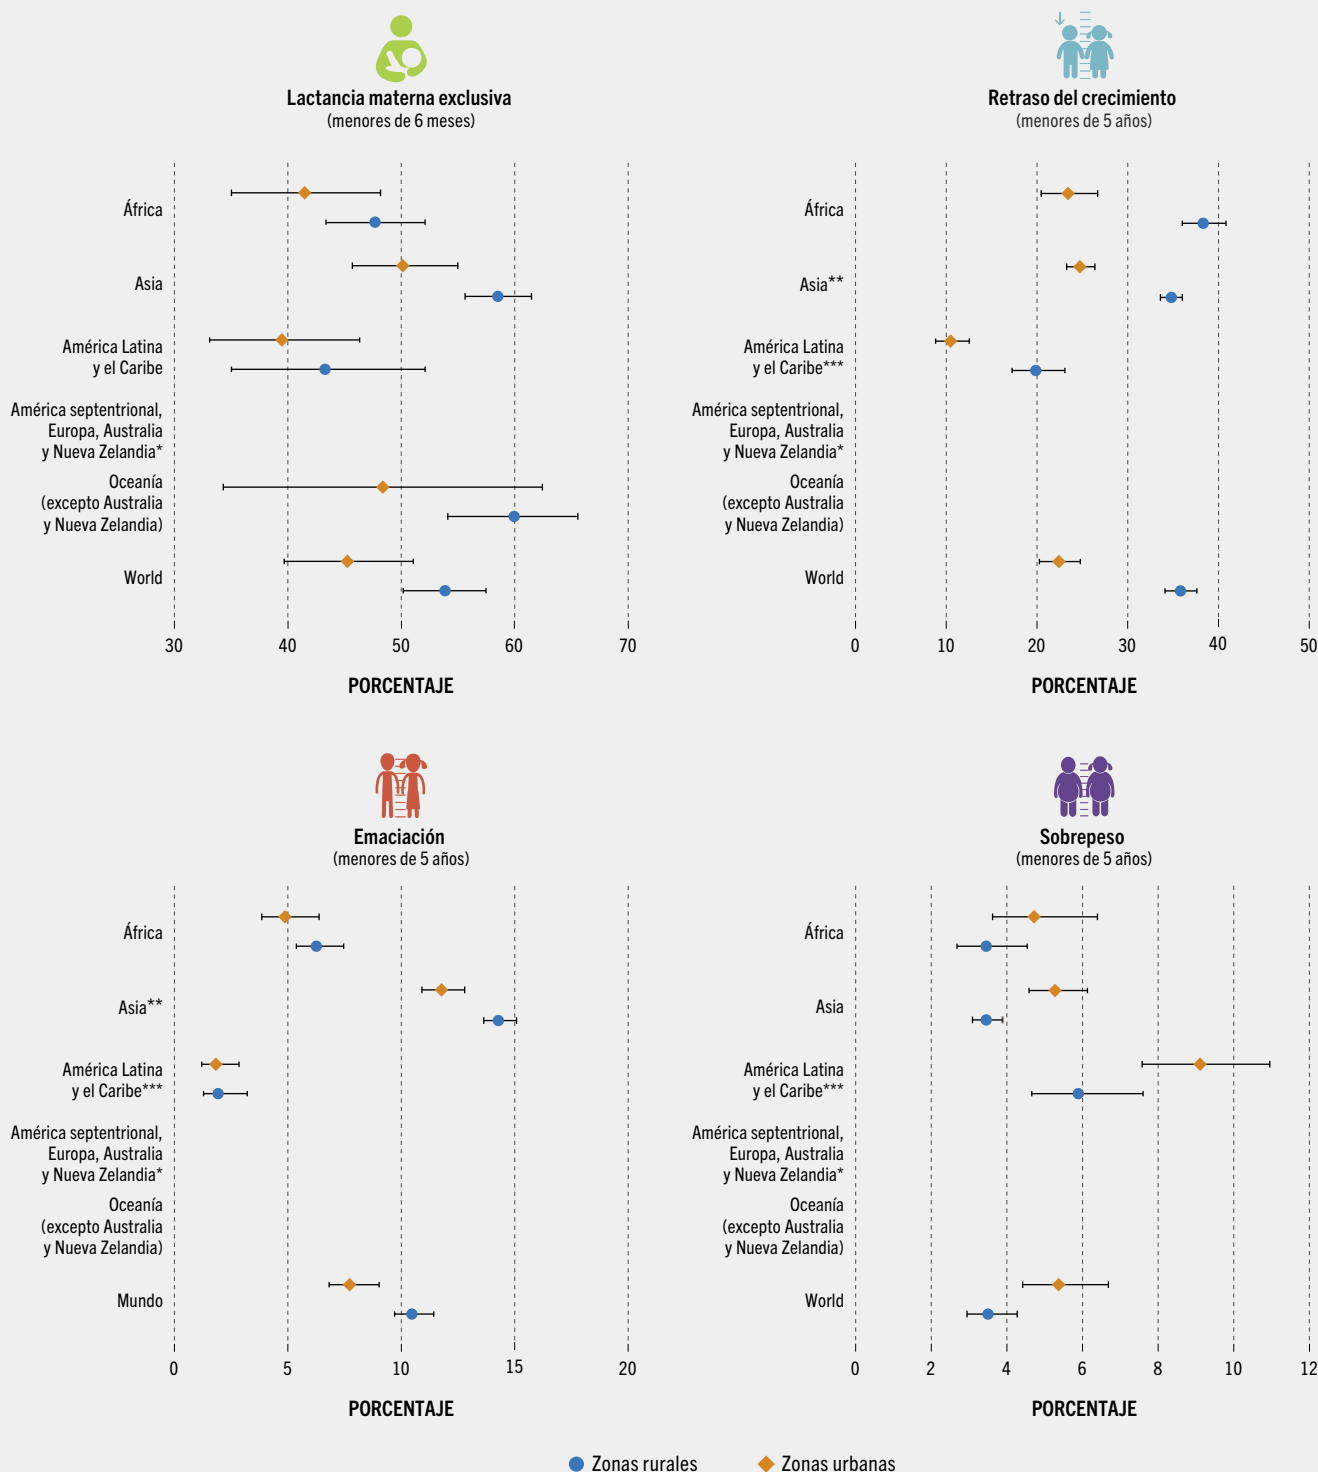 Lactancia materna exclusiva
(menores de 6 meses)
África
Asia
América Latina
y el Caribe
América septentrional,
Europa, Australia
y Nueva Zelandia*
Oceanía
(excepto Australia
y Nueva Zelandia)
World
30 40 50 60 70
PORCENTAJE
Retraso del crecimiento
(menores de 5 años)
África
Asia**
América Latina
y el Caribe***
América septentrional,
Europa, Australia
y Nueva Zelandia*
Oceanía
(excepto Australia
y Nueva Zelandia)
World
0 10 20 30 40 50
PORCENTAJE
Emaciación
(menores de 5 años)
África
Asia**
América Latina
y el Caribe***
América septentrional,
Europa, Australia
y Nueva Zelandia*
Oceanía
(excepto Australia
y Nueva Zelandia)
Mundo
0 5 10 15 20
PORCENTAJE
Sobrepeso
(menores de 5 años)
África
Asia
América Latina
y el Caribe***
América septentrional,
Europa, Australia
y Nueva Zelandia*
Oceanía
(excepto Australia
y Nueva Zelandia)
World
0 2 4 6 8 10 12
PORCENTAJE
Zonas rurales Zonas urbanas